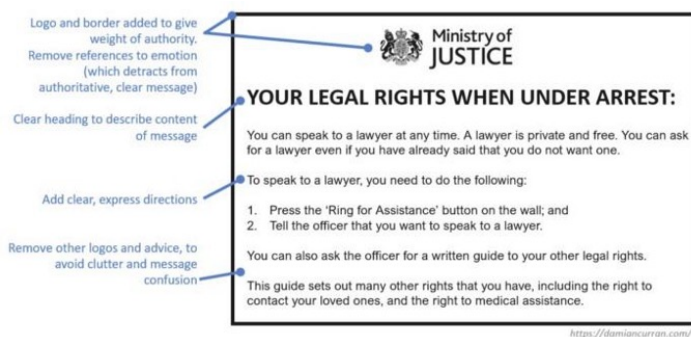 Logo and border added to give
weight of authority.
Remove references to emotion
(which detracts from
authoritative, clear message)
Clear heading to describe content
of message
Add clear, express directions
Remove other logos and advice, to
avoid clutter and message
confusion
Ministry of
JUSTICE
YOUR LEGAL RIGHTS WHEN UNDER ARREST:
You can speak to a lawyer at any time. A lawyer is private and free. You can ask
for a lawyer even if you have already said that you do not want one.
To speak to a lawyer, you need to do the following:
1. Press the 'Ring for Assistance' button on the wall; and
2. Tell the officer that you want to speak to a lawyer.
You can also ask the officer for a written guide to your other legal rights.
This guide sets out many other rights that you have, including the right to
contact your loved ones, and the right to medical assistance.
https://damiancurran.com/